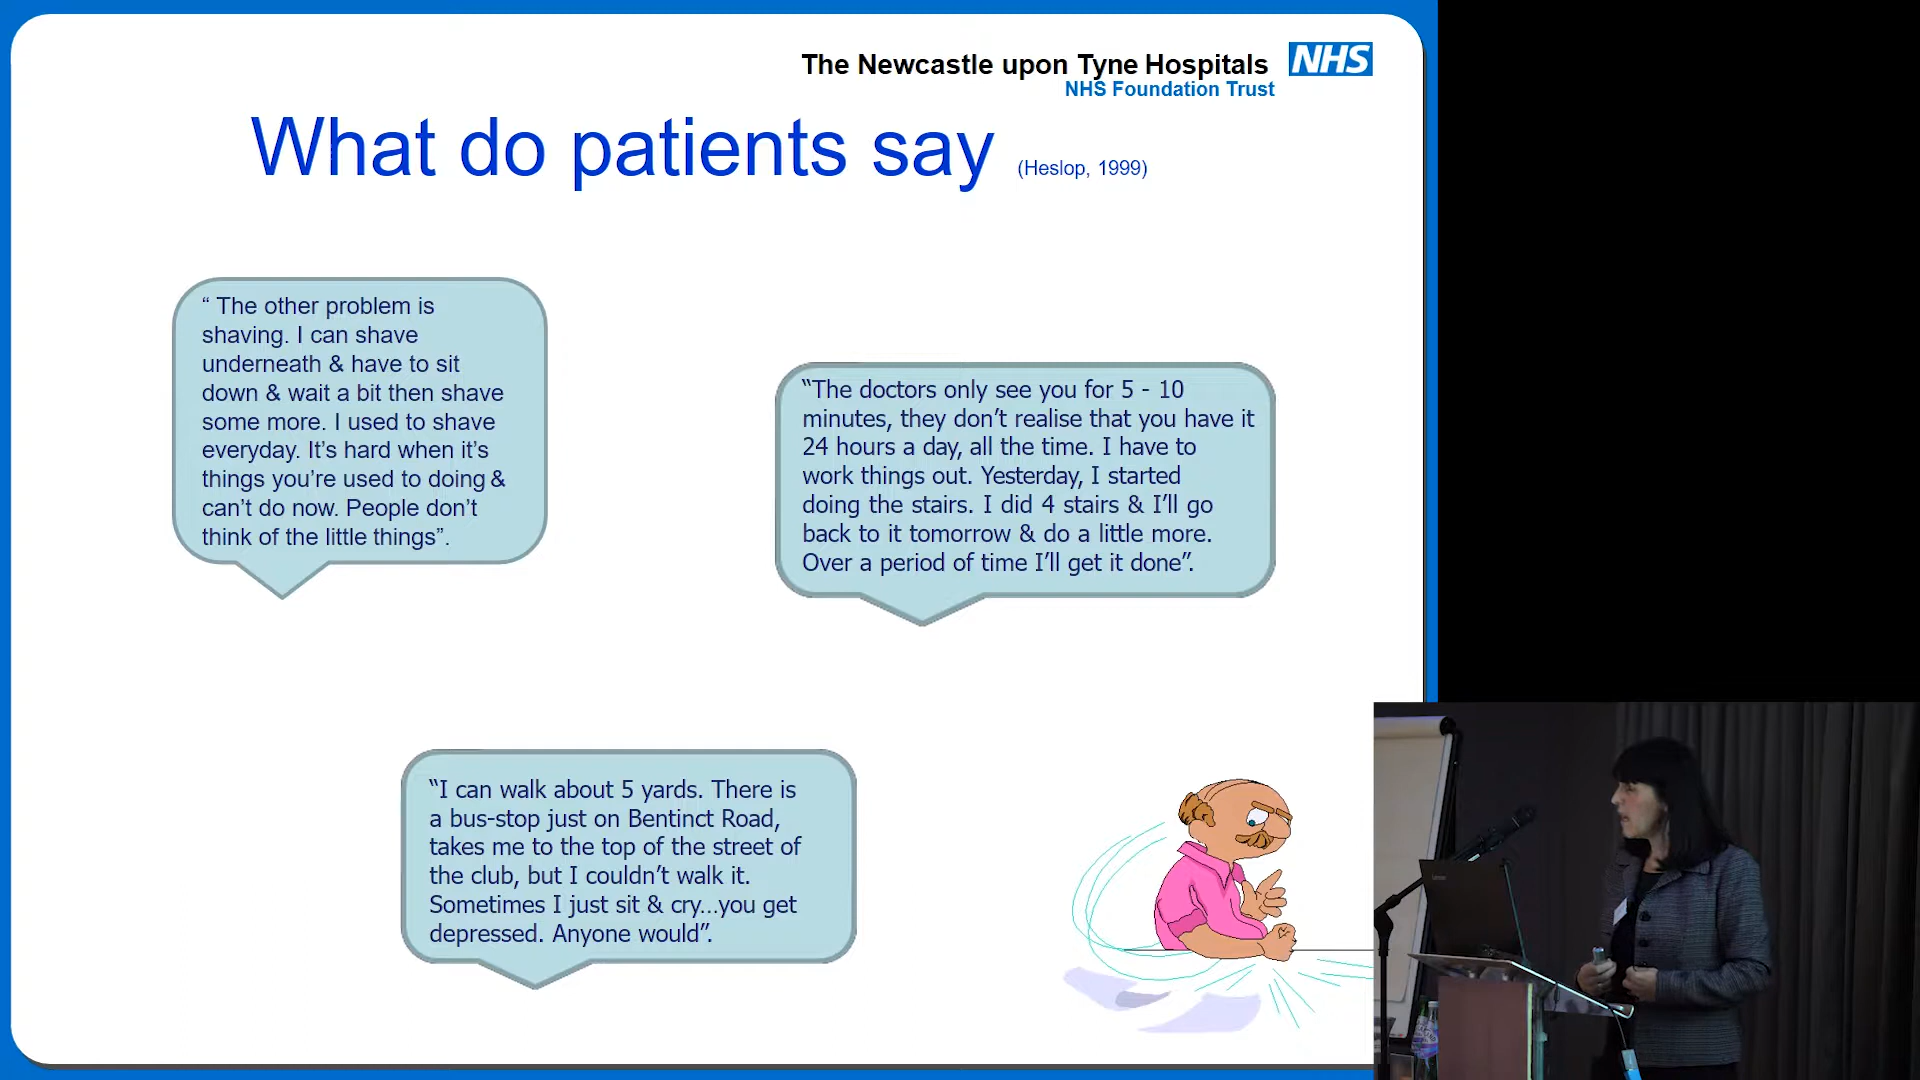 The Newcastle upon Tyne Hospitals NHS
NHS Foundation Trust
What do patients say (Heslop, 1999)
“ The other problem is
shaving. I can shave
underneath & have to sit
down & wait a bit then shave
some more. I used to shave
everyday. It’s hard when it’s
things you’re used to doing &
can’t do now. People don’t
think of the little things”.
“The doctors only see you for 5 - 10
minutes, they don’t realise that you have it
24 hours a day, all the time. I have to
work things out. Yesterday, I started
doing the stairs. I did 4 stairs & I’ll go
back to it tomorrow & do a little more.
Over a period of time I’ll get it done”.
“I can walk about 5 yards. There is
a bus-stop just on Bentinct Road,
takes me to the top of the street of
the club, but I couldn’t walk it.
Sometimes I just sit & cry…you get
depressed. Anyone would”.